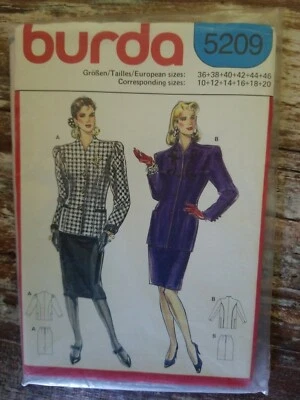 burda
5209
Größen/Tailles/European sizes: 36+38+40+42+44+46
Corresponding sizes: 10+12+14+16+18+20
A
B
A
B